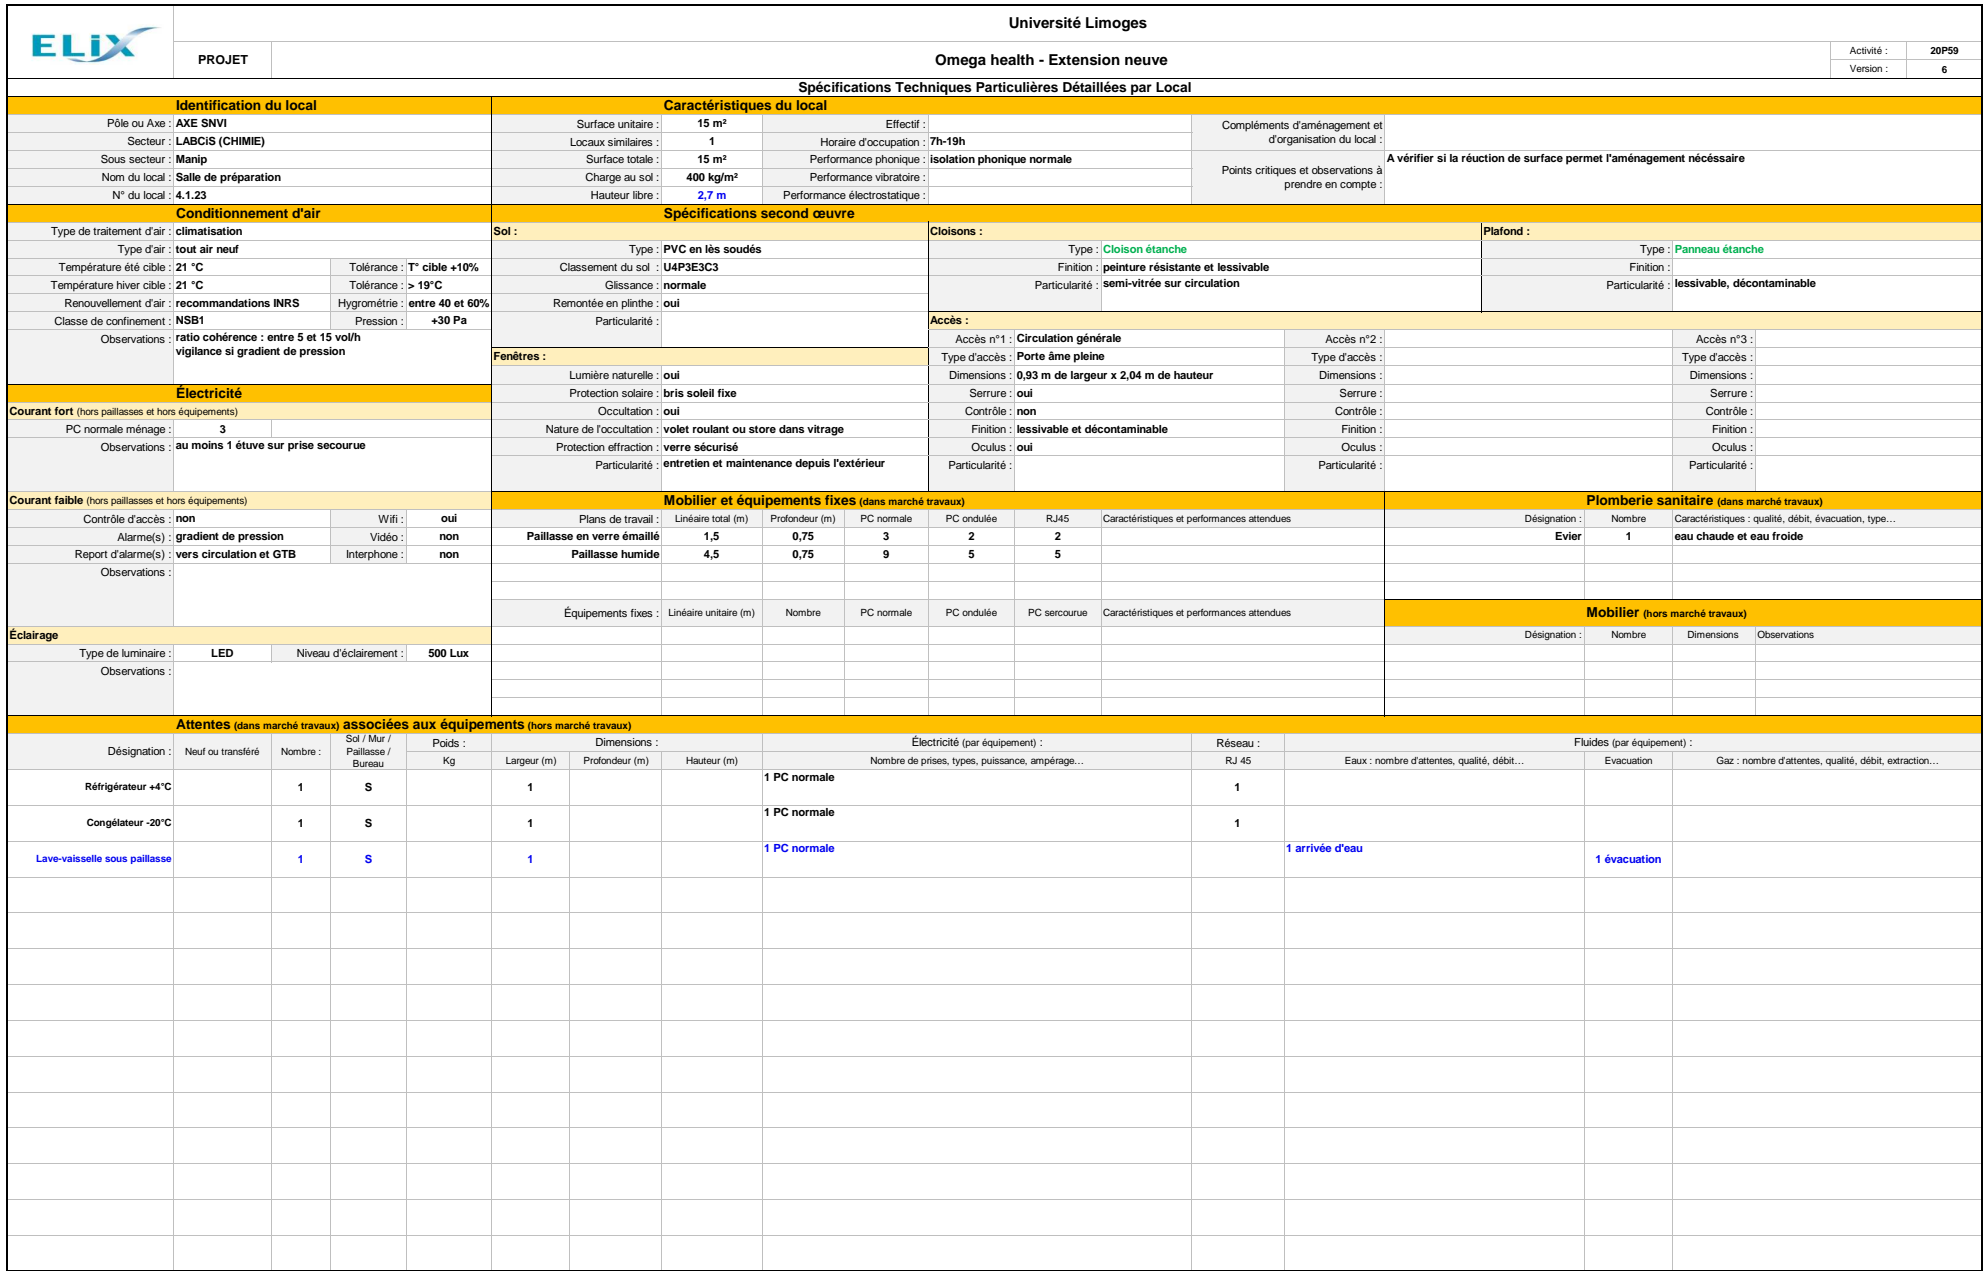 ELiX
Université Limoges
PROJET
Omega health - Extension neuve
Activité : 20P59
Version : 6
Spécifications Techniques Particulières Détaillées par Local
Identification du local
Pôle ou Axe : AXE SNVI
Secteur : LABCiS (CHIMIE)
Sous secteur : Manip
Nom du local : Salle de préparation
N° du local : 4.1.23
Caractéristiques du local
Surface unitaire : 15 m²
Locaux similaires : 1
Surface totale : 15 m²
Charge au sol : 400 kg/m²
Hauteur libre : 2,7 m
Effectif :
Horaire d'occupation : 7h-19h
Performance phonique : isolation phonique normale
Performance vibratoire :
Performance électrostatique :
Compléments d'aménagement et
d'organisation du local :
Points critiques et observations à
prendre en compte :
A vérifier si la réuction de surface permet l'aménagement nécéssaire
Conditionnement d'air
Type de traitement d'air : climatisation
Type d'air : tout air neuf
Température été cible : 21 °C Tolérance : T° cible +10%
Température hiver cible : 21 °C Tolérance : > 19°C
Renouvellement d'air : recommandations INRS Hygrométrie : entre 40 et 60%
Classe de confinement : NSB1 Pression : +30 Pa
Observations : ratio cohérence : entre 5 et 15 vol/h
vigilance si gradient de pression
Spécifications second œuvre
Sol :
Type : PVC en lès soudés
Classement du sol : U4P3E3C3
Glissance : normale
Remontée en plinthe : oui
Particularité :
Cloisons :
Type : Cloison étanche
Finition : peinture résistante et lessivable
Particularité : semi-vitrée sur circulation
Plafond :
Type : Panneau étanche
Finition :
Particularité : lessivable, décontaminable
Fenêtres :
Lumière naturelle : oui
Protection solaire : bris soleil fixe
Occultation : oui
Nature de l'occultation : volet roulant ou store dans vitrage
Protection effraction : verre sécurisé
Particularité : entretien et maintenance depuis l'extérieur
Accès :
Accès n°1 : Circulation générale Accès n°2 : Accès n°3 :
Type d'accès : Porte âme pleine Type d'accès : Type d'accès :
Dimensions : 0,93 m de largeur x 2,04 m de hauteur Dimensions : Dimensions :
Serrure : oui Serrure : Serrure :
Contrôle : non Contrôle : Contrôle :
Finition : lessivable et décontaminable Finition : Finition :
Oculus : oui Oculus : Oculus :
Particularité : Particularité : Particularité :
Électricité
Courant fort (hors paillasses et hors équipements)
PC normale ménage : 3
Observations : au moins 1 étuve sur prise secourue
Courant faible (hors paillasses et hors équipements)
Contrôle d'accès : non Wifi : oui
Alarme(s) : gradient de pression Vidéo : non
Report d'alarme(s) : vers circulation et GTB Interphone : non
Observations :
Éclairage
Type de luminaire : LED Niveau d'éclairement : 500 Lux
Observations :
Mobilier et équipements fixes (dans marché travaux)
Plans de travail : Linéaire total (m) Profondeur (m) PC normale PC ondulée RJ45 Caractéristiques et performances attendues
Paillasse en verre émaillé 1,5 0,75 3 2 2
Paillasse humide 4,5 0,75 9 5 5
Équipements fixes : Linéaire unitaire (m) Nombre PC normale PC ondulée PC sercourue Caractéristiques et performances attendues
Plomberie sanitaire (dans marché travaux)
Désignation : Nombre Caractéristiques : qualité, débit, évacuation, type…
Evier 1 eau chaude et eau froide
Mobilier (hors marché travaux)
Désignation : Nombre Dimensions Observations
Attentes (dans marché travaux) associées aux équipements (hors marché travaux)
Désignation : Neuf ou transféré Nombre : Sol / Mur /
Paillasse /
Bureau
Poids : Dimensions : Électricité (par équipement) : Réseau : Fluides (par équipement) :
Kg Largeur (m) Profondeur (m) Hauteur (m) Nombre de prises, types, puissance, ampérage… RJ 45 Eaux : nombre d'attentes, qualité, débit… Evacuation Gaz : nombre d'attentes, qualité, débit, extraction…
Réfrigérateur +4°C 1 S 1 1 PC normale 1
Congélateur -20°C 1 S 1 1 PC normale 1
Lave-vaisselle sous paillasse 1 S 1 1 PC normale 1 arrivée d'eau 1 évacuation